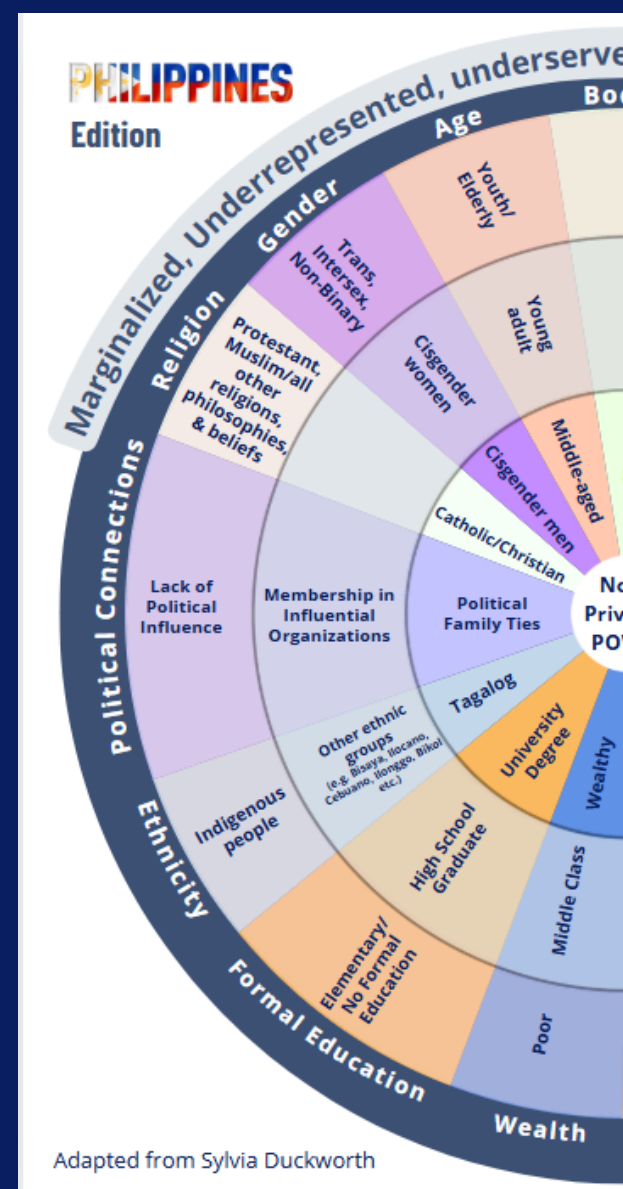 PHILIPPINES
Edition
Marginalized, Underrepresented, underserve
Bo
Age
Gender
Religion
Political Connections
Ethnicity
Formal Education
Wealth
Youth/
Elderly
Young
adult
Middle-aged
Trans,
Intersex,
Non-Binary
Cisgender
women
Cisgender men
Protestant,
Muslim/all
other
religions,
philosophies,
& beliefs
Catholic/Christian
Lack of
Political
Influence
Membership in
Influential
Organizations
Political
Family Ties
No
Priv
POW
Indigenous
people
Other ethnic
groups
(e.g. Bisaya, Ilocano,
Cebuano, Ilonggo, Bikol
etc.)
Tagalog
Elementary/
No Formal
Education
High School
Graduate
University
Degree
Poor
Middle Class
Wealthy
Adapted from Sylvia Duckworth